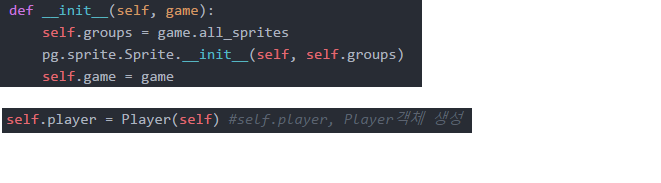 def __init__(self, game):
    self.groups = game.all_sprites
    pg.sprite.Sprite.__init__(self, self.groups)
    self.game = game
self.player = Player(self) #self.player, Player객체 생성